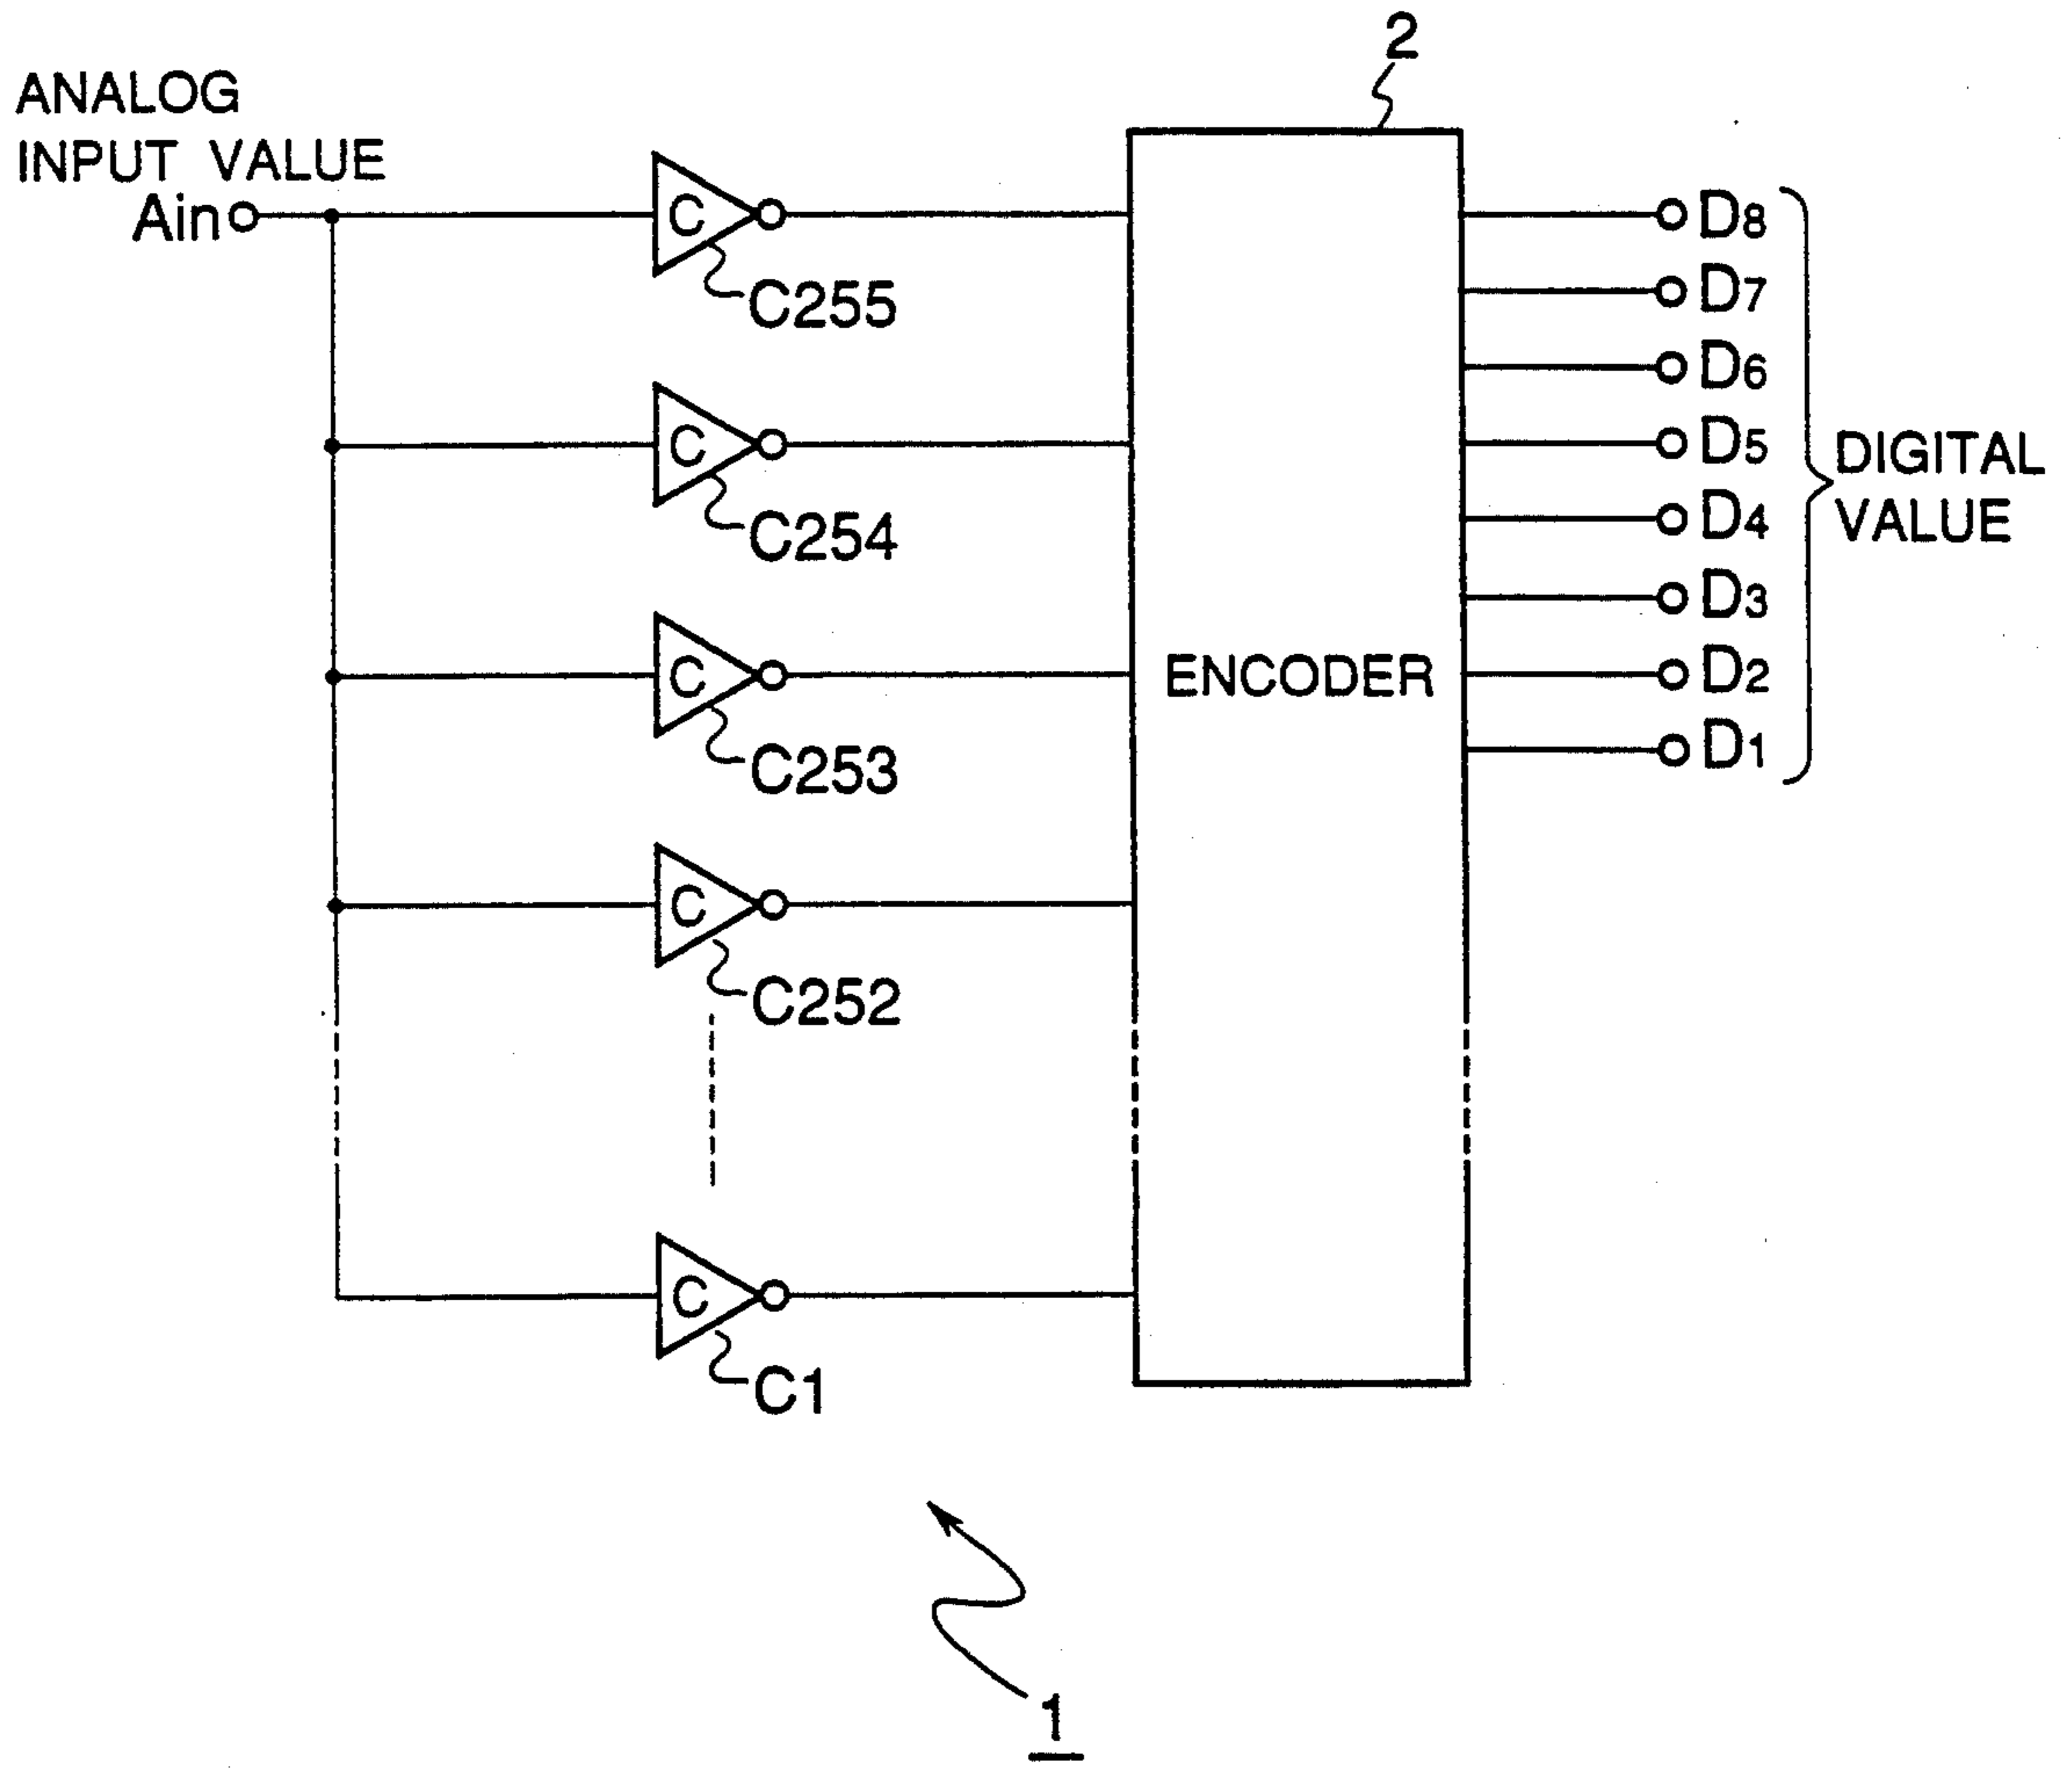 2
ANALOG
INPUT VALUE
Ain
C
C255
C
C254
C
C253
C
C252
C
C1
ENCODER
D8
D7
D6
D5
D4
D3
D2
D1
DIGITAL
VALUE
1